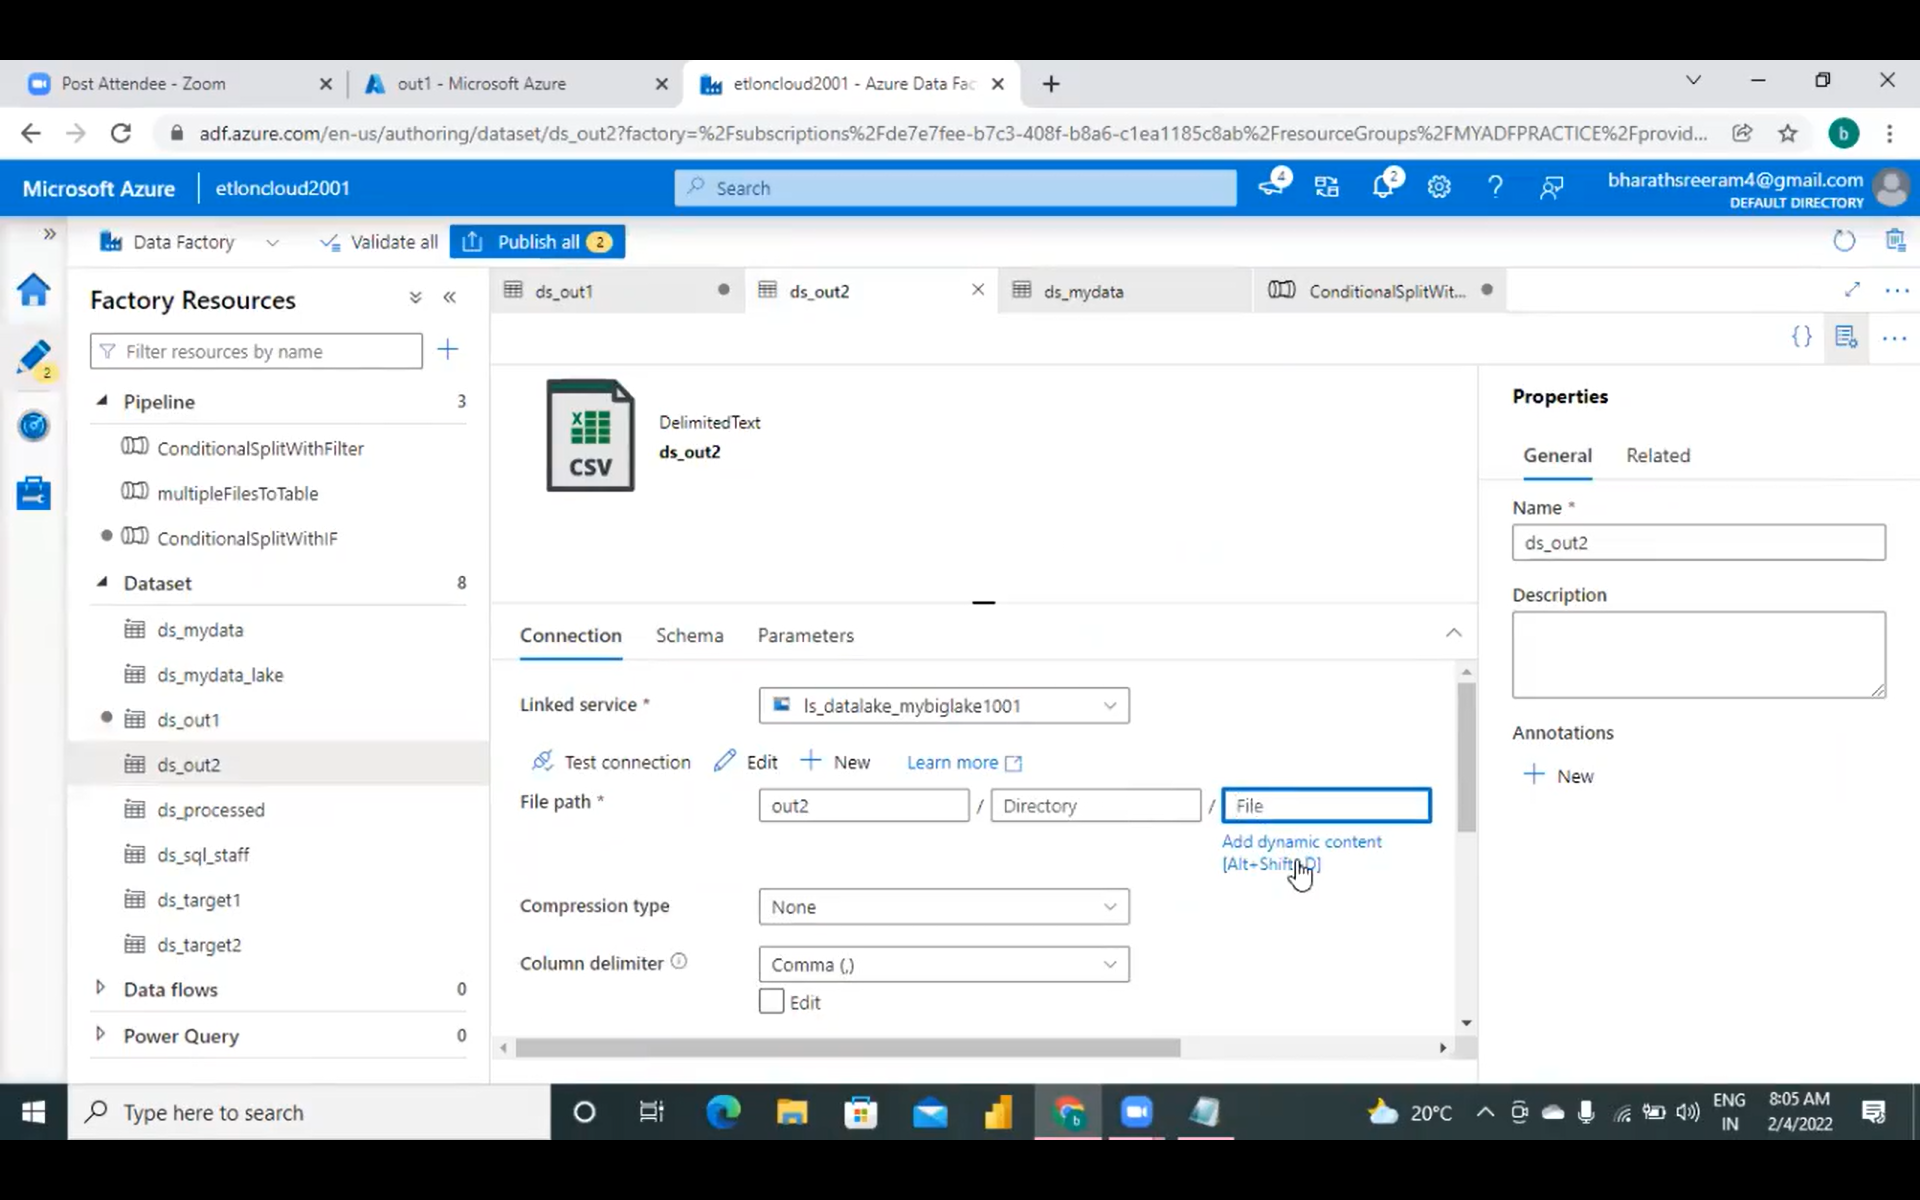 Post Attendee - Zoom
out1 - Microsoft Azure
etloncloud2001 - Azure Data Fac
adf.azure.com/en-us/authoring/dataset/ds_out2?factory=%2Fsubscriptions%2Fde7e7fee-b7c3-408f-b8a6-c1ea1185c8ab%2FresourceGroups%2FMYADFPRACTICE%2Fprovid...
b
Microsoft Azure
etloncloud2001
Search
4
2
bharathsreeram4@gmail.com
DEFAULT DIRECTORY
Data Factory
Validate all
Publish all 2
Factory Resources
Filter resources by name
2
Pipeline 3
ConditionalSplitWithFilter
multipleFilesToTable
ConditionalSplitWithIF
Dataset 8
ds_mydata
ds_mydata_lake
ds_out1
ds_out2
ds_processed
ds_sql_staff
ds_target1
ds_target2
Data flows 0
Power Query 0
ds_out1
ds_out2
ds_mydata
ConditionalSplitWit...
CSV
DelimitedText
ds_out2
Connection
Schema
Parameters
Linked service *
ls_datalake_mybiglake1001
Test connection
Edit
New
Learn more
File path *
out2 / Directory / File
Add dynamic content
[Alt+Shift+D]
Compression type
None
Column delimiter
Comma (,)
Edit
Properties
General
Related
Name *
ds_out2
Description
Annotations
New
Type here to search
20°C
ENG
IN
8:05 AM
2/4/2022